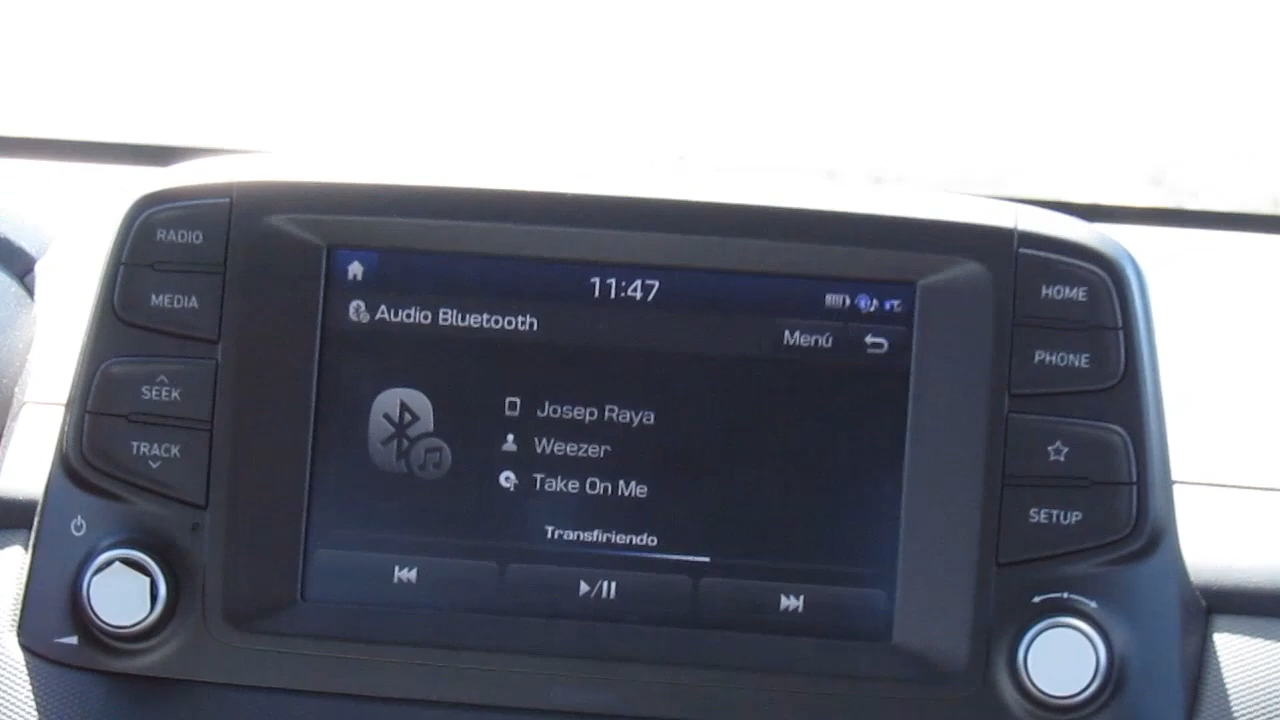 RADIO
MEDIA
SEEK
TRACK
11:47
Audio Bluetooth
Menú
Josep Raya
Weezer
Take On Me
Transfiriendo
HOME
PHONE
SETUP